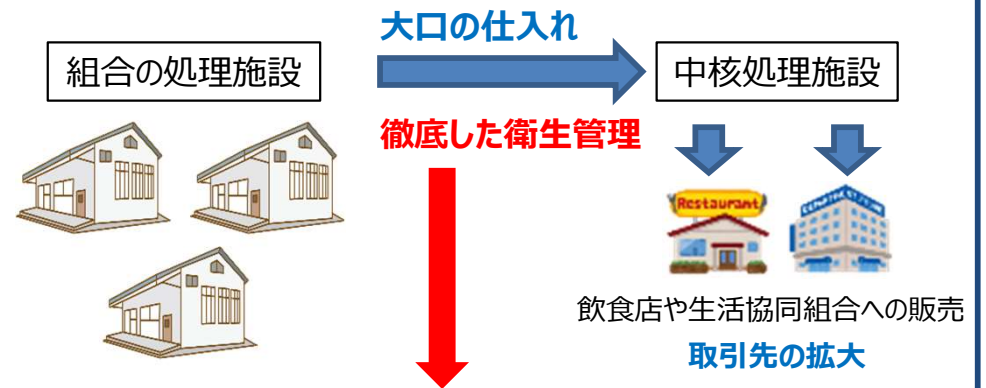 大口の仕入れ
組合の処理施設
中核処理施設
徹底した衛生管理
Restaurant
DEPARTMENT STORE
飲食店や生活協同組合への販売
取引先の拡大